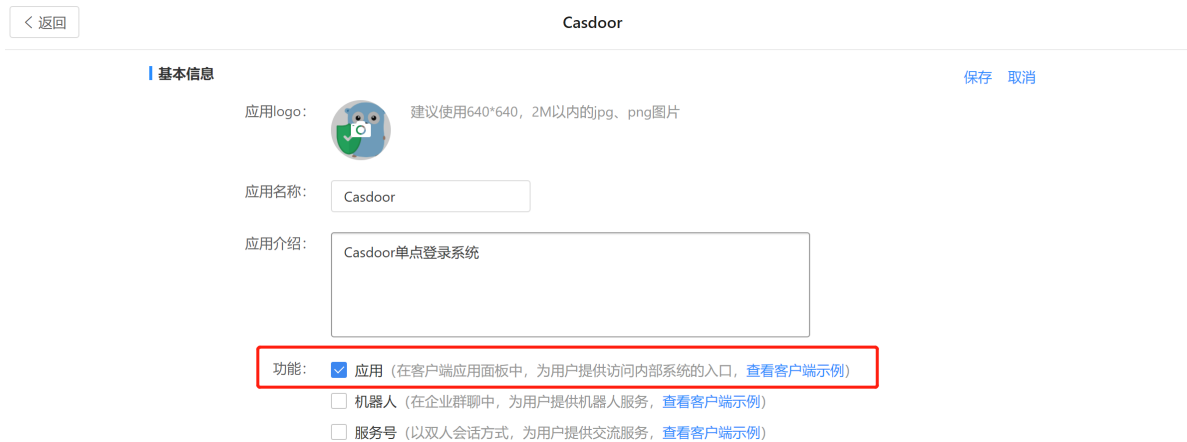 返回
Casdoor
基本信息
保存 取消
应用logo：
建议使用640*640，2M以内的jpg、png图片
应用名称：
Casdoor
应用介绍：
Casdoor单点登录系统
功能： 应用（在客户端应用面板中，为用户提供访问内部系统的入口，查看客户端示例）
机器人（在企业群聊中，为用户提供机器人服务，查看客户端示例）
服务号（以双人会话方式，为用户提供交流服务，查看客户端示例）